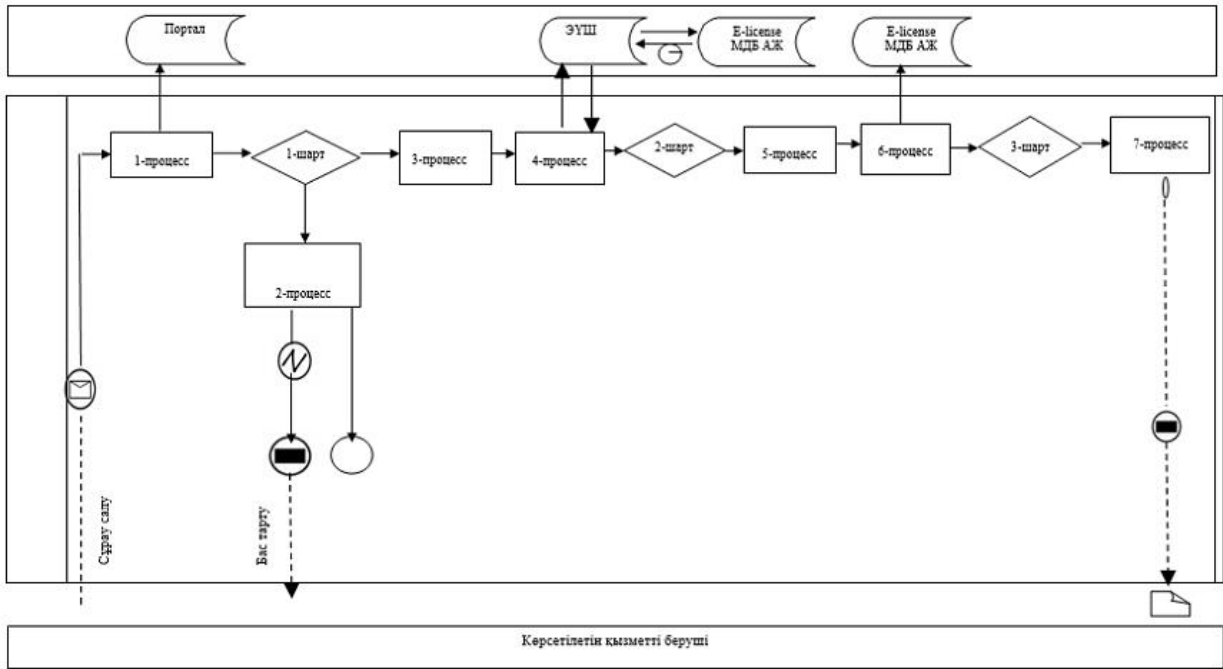 Портал
ЭҮШ
E-license
МДБ АЖ
E-license
МДБ АЖ
1-процесс
1-шарт
3-процесс
4-процесс
2-шарт
5-процесс
6-процесс
3-шарт
7-процесс
2-процесс
Сұрау салу
Бас тарту
Көрсетілетін қызметті беруші